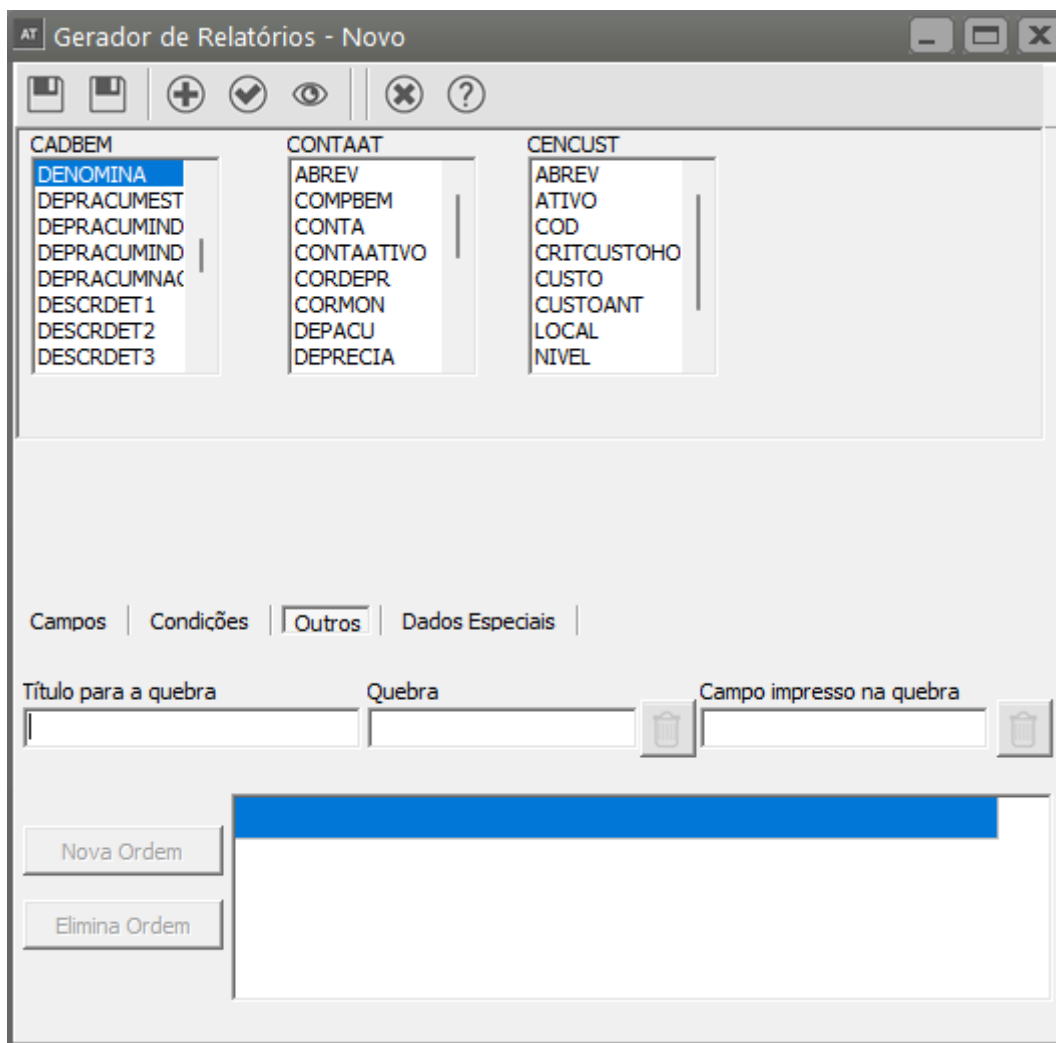 AT Gerador de Relatórios - Novo
CADBEM
DENOMINA
DEPRACUMEST
DEPRACUMIND
DEPRACUMIND
DEPRACUMNA(
DESCRDET1
DESCRDET2
DESCRDET3
CONTAAT
ABREV
COMPBEM
CONTA
CONTAATIVO
CORDEPR
CORMON
DEPACU
DEPRECIA
CENCUST
ABREV
ATIVO
COD
CRITCUSTOHO
CUSTO
CUSTOANT
LOCAL
NIVEL
Campos Condições Outros Dados Especiais
Título para a quebra Quebra Campo impresso na quebra
Nova Ordem
Elimina Ordem